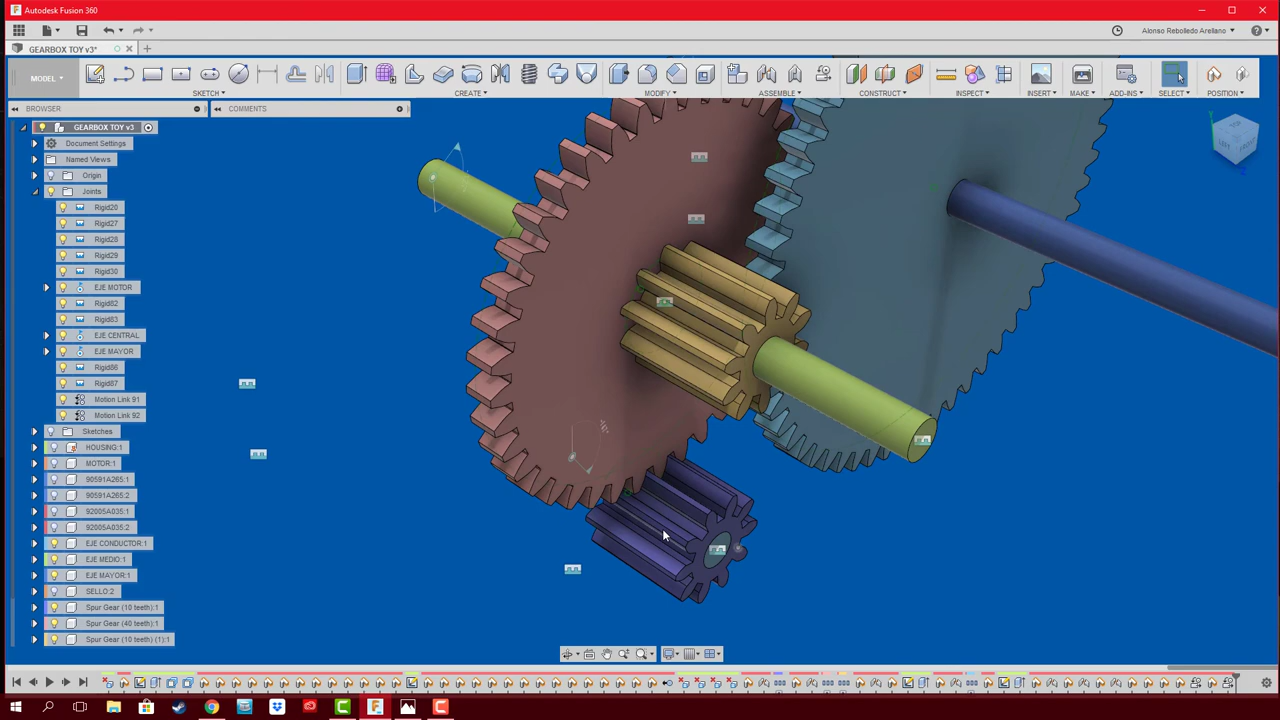 Autodesk Fusion 360
Alonso Rebolledo Arellano
GEARBOX TOY v3*
MODEL
SKETCH
CREATE
MODIFY
ASSEMBLE
CONSTRUCT
INSPECT
INSERT
MAKE
ADD-INS
SELECT
POSITION
BROWSER
COMMENTS
GEARBOX TOY v3
Document Settings
Named Views
Origin
Joints
Rigid20
Rigid27
Rigid28
Rigid29
Rigid30
EJE MOTOR
Rigid82
Rigid83
EJE CENTRAL
EJE MAYOR
Rigid86
Rigid87
Motion Link 91
Motion Link 92
Sketches
HOUSING:1
MOTOR:1
90591A265:1
90591A265:2
92005A035:1
92005A035:2
EJE CONDUCTOR:1
EJE MEDIO:1
EJE MAYOR:1
SELLO:2
Spur Gear (10 teeth):1
Spur Gear (40 teeth):1
Spur Gear (10 teeth) (1):1